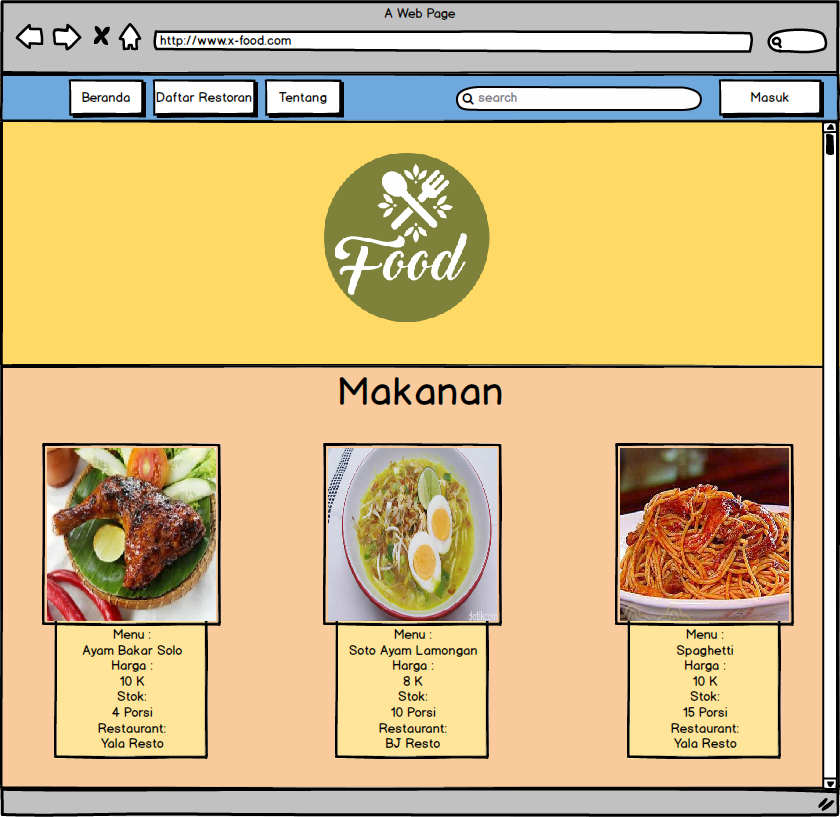 A Web Page
http://www.x-food.com
Beranda
Daftar Restoran
Tentang
search
Masuk
Food
Makanan
Menu :
Ayam Bakar Solo
Harga :
10 K
Stok:
4 Porsi
Restaurant:
Yala Resto
Menu :
Soto Ayam Lamongan
Harga :
8 K
Stok:
10 Porsi
Restaurant:
BJ Resto
Menu :
Spaghetti
Harga :
10 K
Stok:
15 Porsi
Restaurant:
Yala Resto